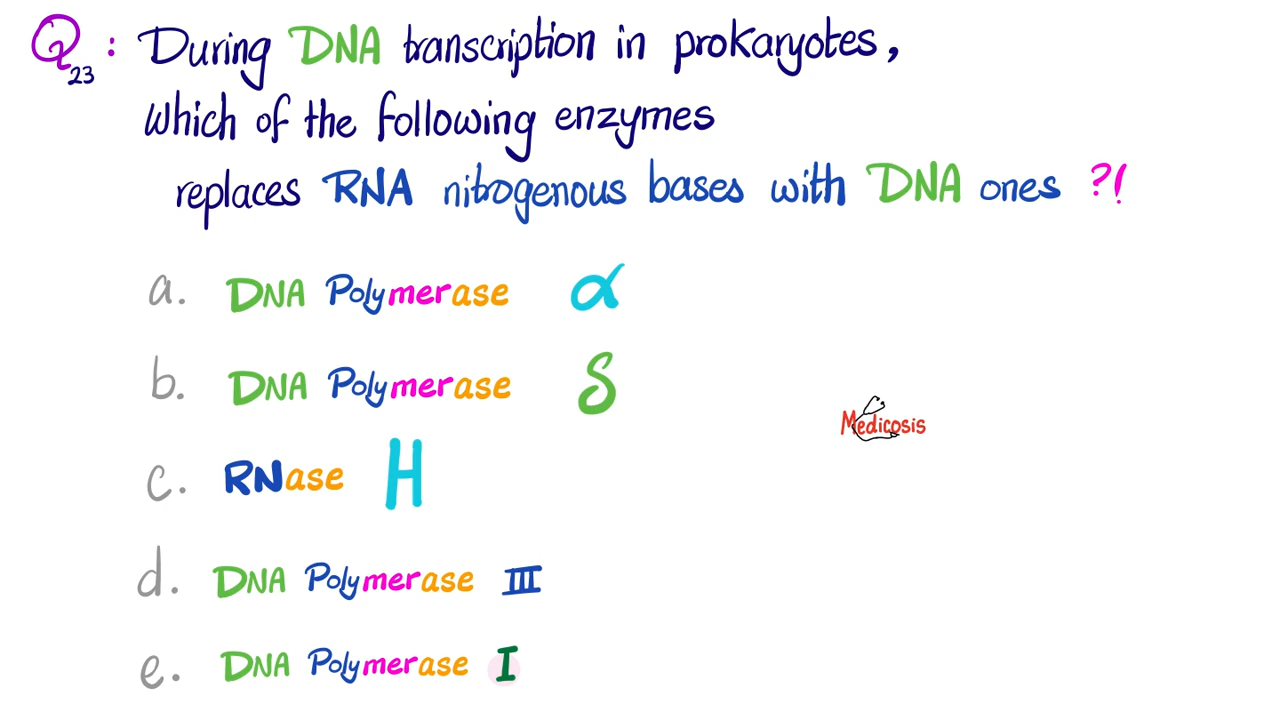 Q23: During DNA transcription in prokaryotes,
Which of the following enzymes
replaces RNA nitrogenous bases with DNA ones ?!
a. DNA Polymerase α
b. DNA Polymerase δ
Medicosis
c. RNase H
d. DNA Polymerase III
e. DNA Polymerase I